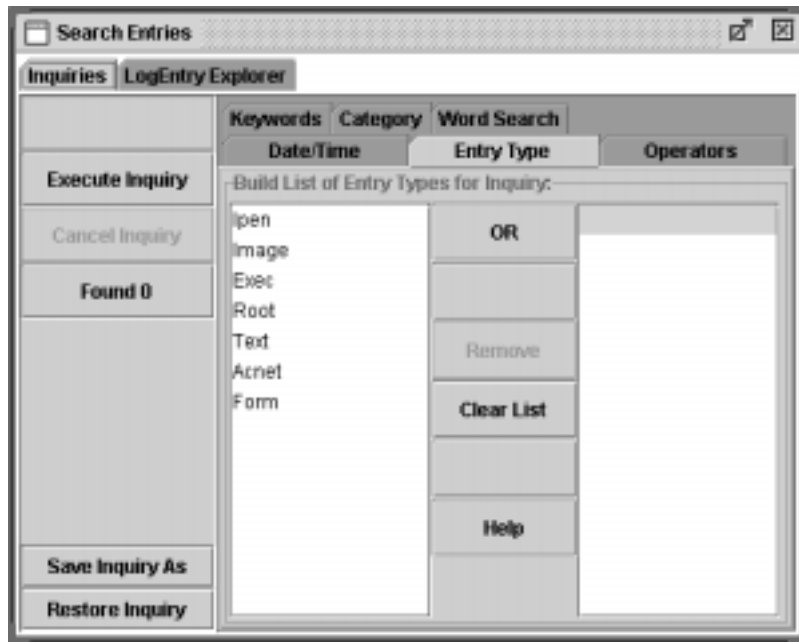 Search Entries
Inquiries LogEntry Explorer
Keywords Category Word Search
Date/Time Entry Type Operators
Execute Inquiry
Cancel Inquiry
Found 0
Save Inquiry As
Restore Inquiry
Build List of Entry Types for Inquiry:
Ipen
Image
Exec
Root
Text
Acnet
Form
OR
Remove
Clear List
Help